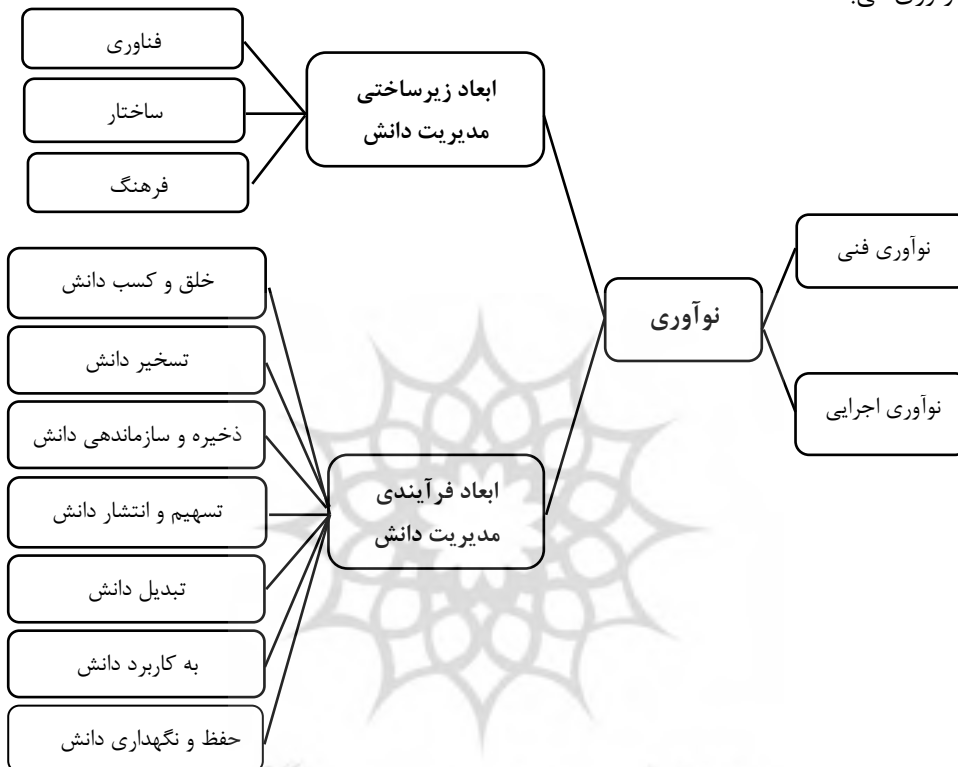 فناوری
ساختار
فرهنگ
ابعاد زیرساختی
مدیریت دانش
خلق و کسب دانش
تسخیر دانش
ذخیره و سازماندهی دانش
تسهیم و انتشار دانش
تبدیل دانش
به کاربرد دانش
حفظ و نگهداری دانش
ابعاد فرآیندی
مدیریت دانش
نوآوری
نوآوری فنی
نوآوری اجرایی